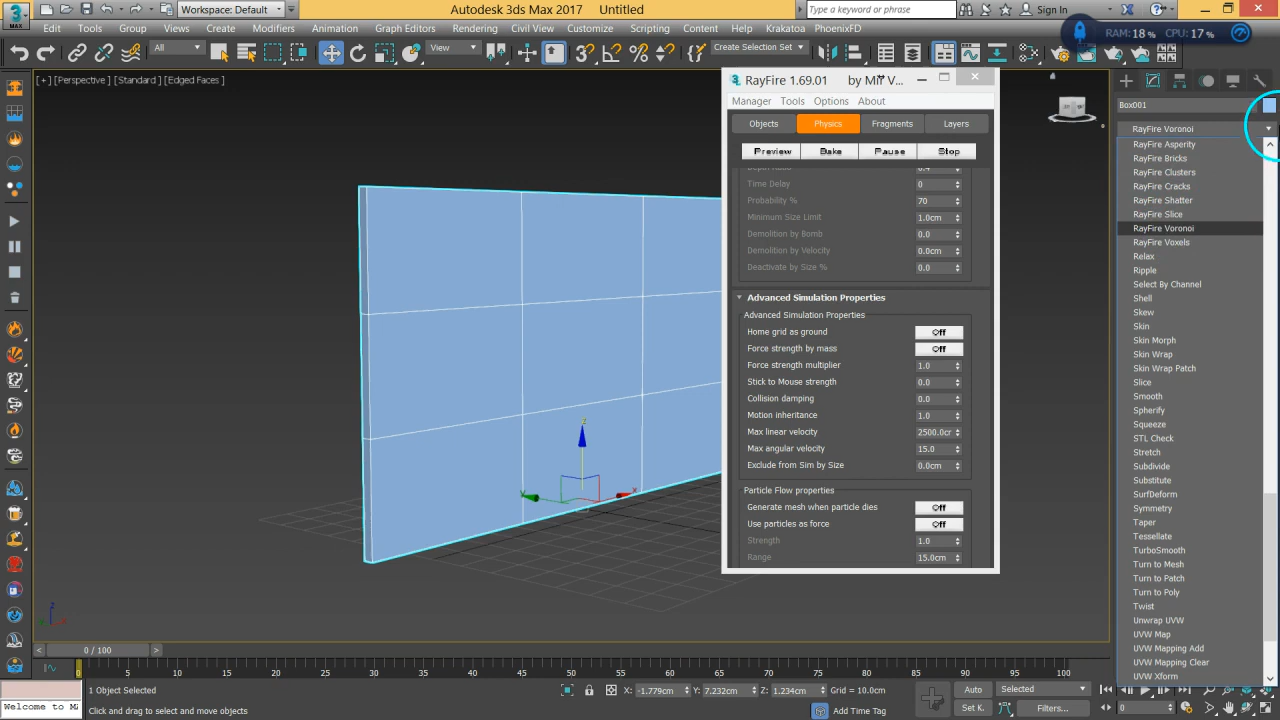 Autodesk 3ds Max 2017 Untitled
Workspace: Default
Type a keyword or phrase
Sign In
MAX
Edit Tools Group Views Create Modifiers Animation Graph Editors Rendering Civil View Customize Scripting Content Help Krakatoa PhoenixFD
RAM: 18 % CPU: 17 %
All
View
Create Selection Set
[+] [Perspective] [Standard] [Edged Faces]
RayFire 1.69.01 by Mir V...
Manager Tools Options About
Objects Physics Fragments Layers
Preview Bake Pause Stop
Depth Ratio 0.4
Time Delay 0
Probability % 70
Minimum Size Limit 1.0cm
Demolition by Bomb 0.0
Demolition by Velocity 0.0cm
Deactivate by Size % 0.0
Advanced Simulation Properties
Advanced Simulation Properties
Home grid as ground Off
Force strength by mass Off
Force strength multiplier 1.0
Stick to Mouse strength 0.0
Collision damping 0.0
Motion inheritance 1.0
Max linear velocity 2500.0cr
Max angular velocity 15.0
Exclude from Sim by Size 0.0cm
Particle Flow properties
Generate mesh when particle dies Off
Use particles as force Off
Strength 1.0
Range 15.0cm
Box001
RayFire Voronoi
RayFire Asperity
RayFire Bricks
RayFire Clusters
RayFire Cracks
RayFire Shatter
RayFire Slice
RayFire Voronoi
RayFire Voxels
Relax
Ripple
Select By Channel
Shell
Skew
Skin
Skin Morph
Skin Wrap
Skin Wrap Patch
Slice
Smooth
Spherify
Squeeze
STL Check
Stretch
Subdivide
Substitute
SurfDeform
Symmetry
Taper
Tessellate
TurboSmooth
Turn to Mesh
Turn to Patch
Turn to Poly
Twist
Unwrap UVW
UVW Map
UVW Mapping Add
UVW Mapping Clear
UVW Xform
z
x
0 / 100
0 5 10 15 20 25 30 35 40 45 50 55 60 65 70 75 80 85 90 95 100
1 Object Selected
X: -1.779cm Y: 7.232cm Z: 1.234cm Grid = 10.0cm
Auto Selected
Welcome to M
Click and drag to select and move objects
Add Time Tag
Set K. Filters... 0